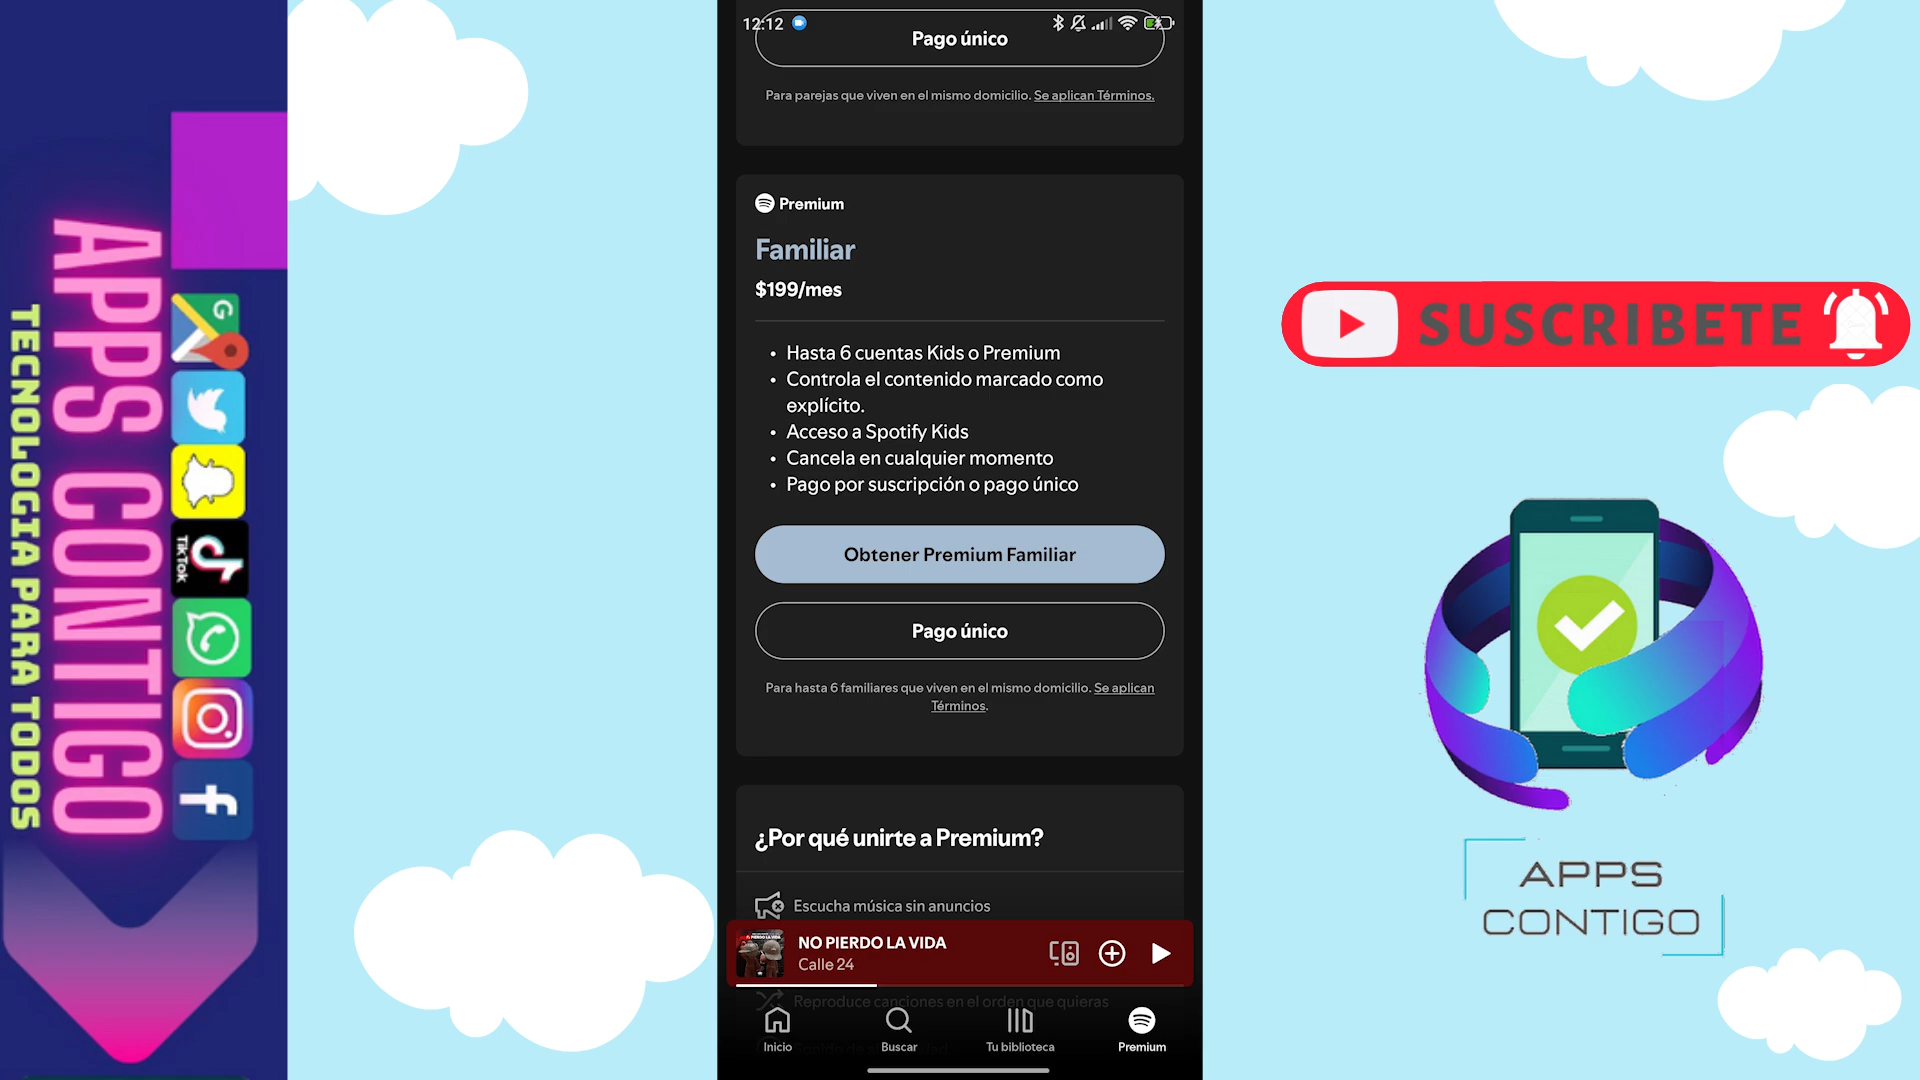 TECNOLOGIA PARA TODOS
APPS CONTIGO
G
TikTok
12:12
Pago único
Para parejas que viven en el mismo domicilio. Se aplican Términos.
Premium
Familiar
$199/mes
• Hasta 6 cuentas Kids o Premium
• Controla el contenido marcado como
explícito.
• Acceso a Spotify Kids
• Cancela en cualquier momento
• Pago por suscripción o pago único
Obtener Premium Familiar
Pago único
Para hasta 6 familiares que viven en el mismo domicilio. Se aplican
Términos.
¿Por qué unirte a Premium?
Escucha música sin anuncios
NO PIERDO LA VIDA
Calle 24
Reproduce canciones en el orden que quieras
Inicio
Buscar
Tu biblioteca
Premium
SUSCRIBETE
APPS
CONTIGO